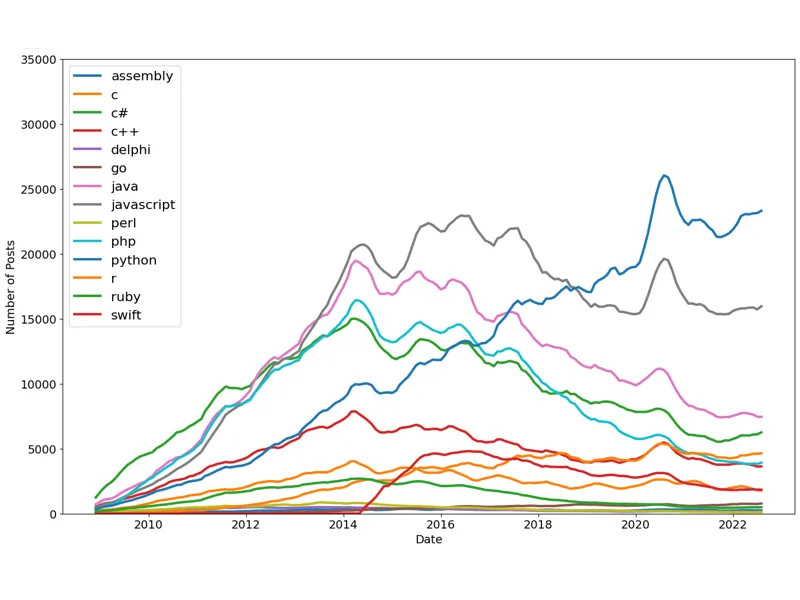 35000
30000
25000
20000
15000
10000
5000
0
Number of Posts
assembly
c
c#
c++
delphi
go
java
javascript
perl
php
python
r
ruby
swift
2010 2012 2014 2016 2018 2020 2022
Date